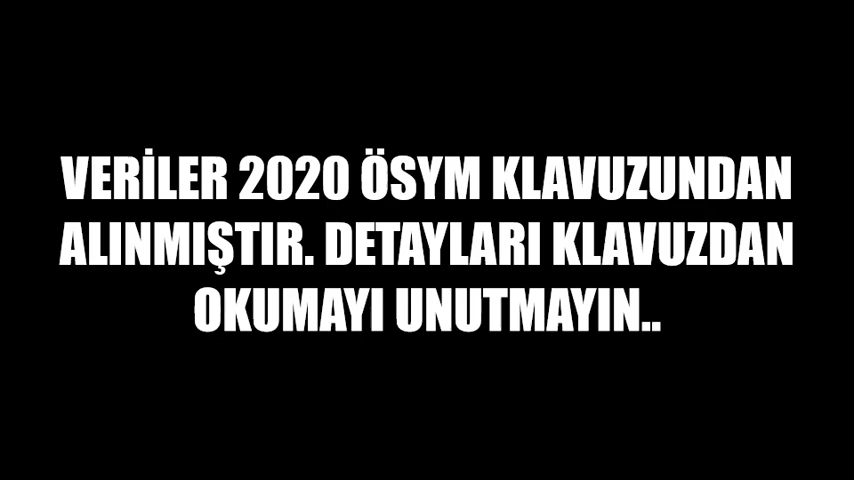 VERİLER 2020 ÖSYM KLAVUZUNDAN
ALINMIŞTIR. DETAYLARI KLAVUZDAN
OKUMAYI UNUTMAYIN..